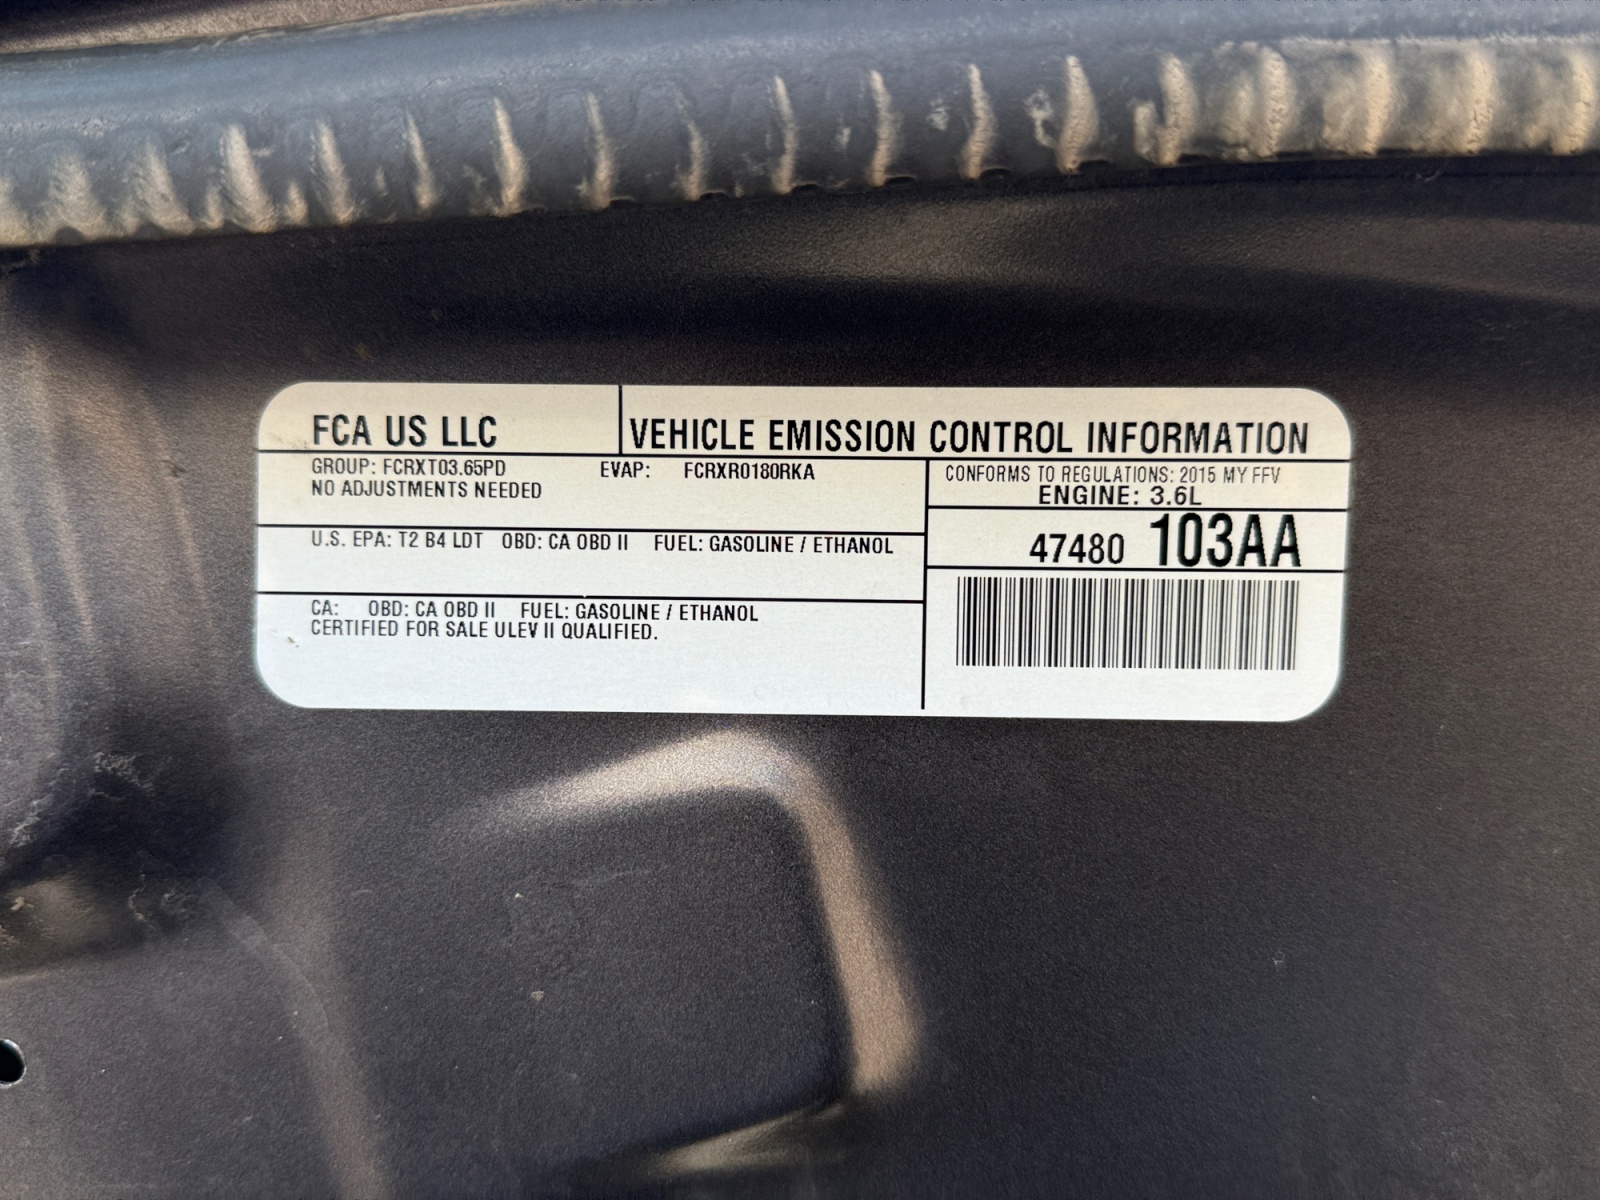 FCA US LLC
VEHICLE EMISSION CONTROL INFORMATION
GROUP: FCRXT03.65PD EVAP: FCRXR0180RKA
NO ADJUSTMENTS NEEDED
CONFORMS TO REGULATIONS: 2015 MY FFV
ENGINE: 3.6L
U.S. EPA: T2 B4 LDT OBD: CA OBD II FUEL: GASOLINE / ETHANOL
47480 103AA
CA: OBD: CA OBD II FUEL: GASOLINE / ETHANOL
CERTIFIED FOR SALE ULEV II QUALIFIED.